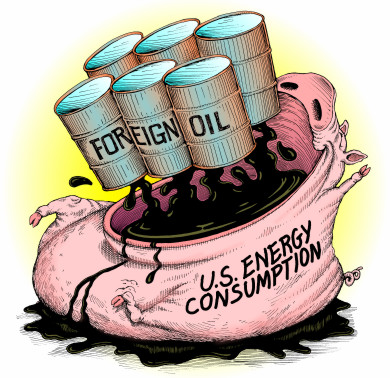 FOREIGN OIL
U.S. ENERGY
CONSUMPTION